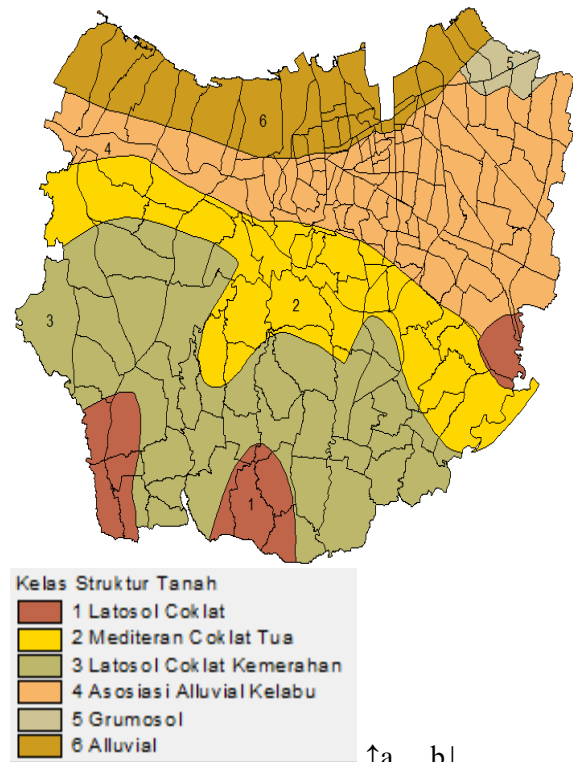 5
6
4
3
2
1
Kelas Struktur Tanah
1 Latosol Coklat
2 Mediteran Coklat Tua
3 Latosol Coklat Kemerahan
4 Asosiasi Alluvial Kelabu
5 Grumosol
6 Alluvial
↑a b|